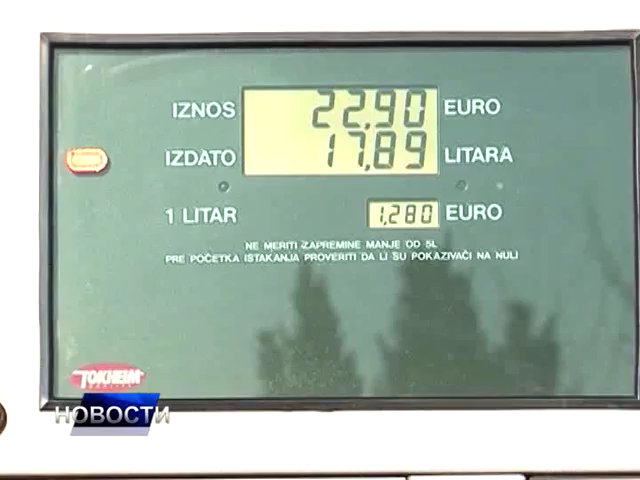 IZNOS 22,90 EURO
IZDATO 17,89 LITARA
1 LITAR 1,280 EURO
NE MERITI ZAPREMINE MANJE OD 5L
PRE POČETKA ISTAKANJA PROVERITI DA LI SU POKAZIVAČI NA NULI
TOKHEIM
НОВОСТИ